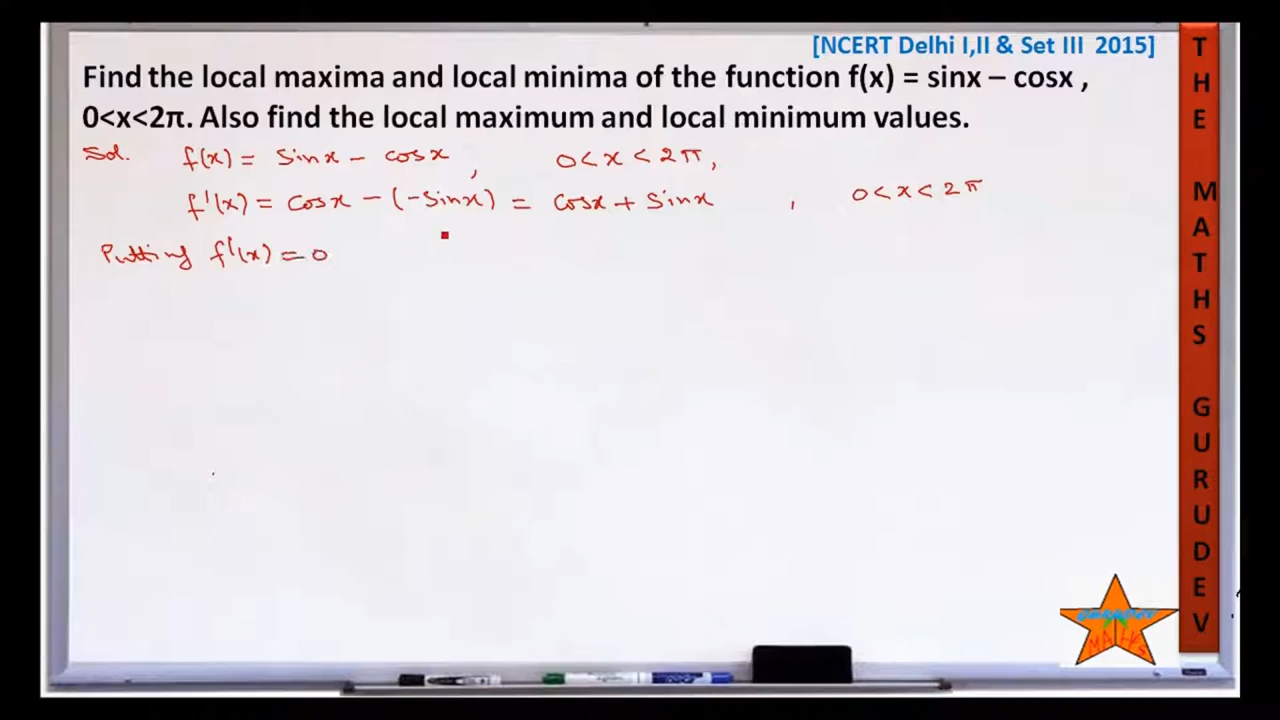 [NCERT Delhi I,II & Set III 2015]
Find the local maxima and local minima of the function f(x) = sinx – cosx ,
0<x<2π. Also find the local maximum and local minimum values.
Sol. f(x) = sinx - cosx , 0<x<2π,
f'(x) = cosx - (-sinx) = cosx + sinx , 0<x<2π
Putting f'(x) = 0
THE MATHS GURUDEV
GURUDEV
MATHS